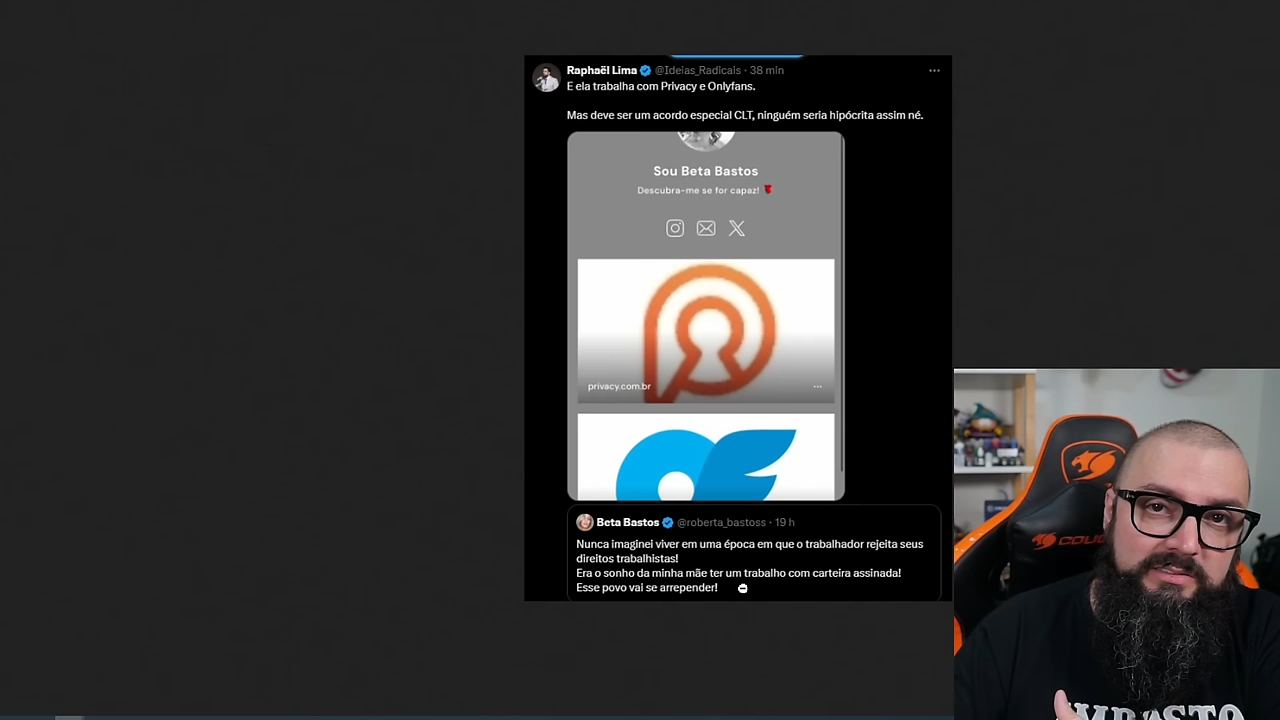 Raphaël Lima @Ideias_Radicais · 38 min
E ela trabalha com Privacy e Onlyfans.
Mas deve ser um acordo especial CLT, ninguém seria hipócrita assim né.
Sou Beta Bastos
Descubra-me se for capaz!
privacy.com.br
Beta Bastos @roberta_bastoss · 19 h
Nunca imaginei viver em uma época em que o trabalhador rejeita seus
direitos trabalhistas!
Era o sonho da minha mãe ter um trabalho com carteira assinada!
Esse povo vai se arrepender!
COUGAR